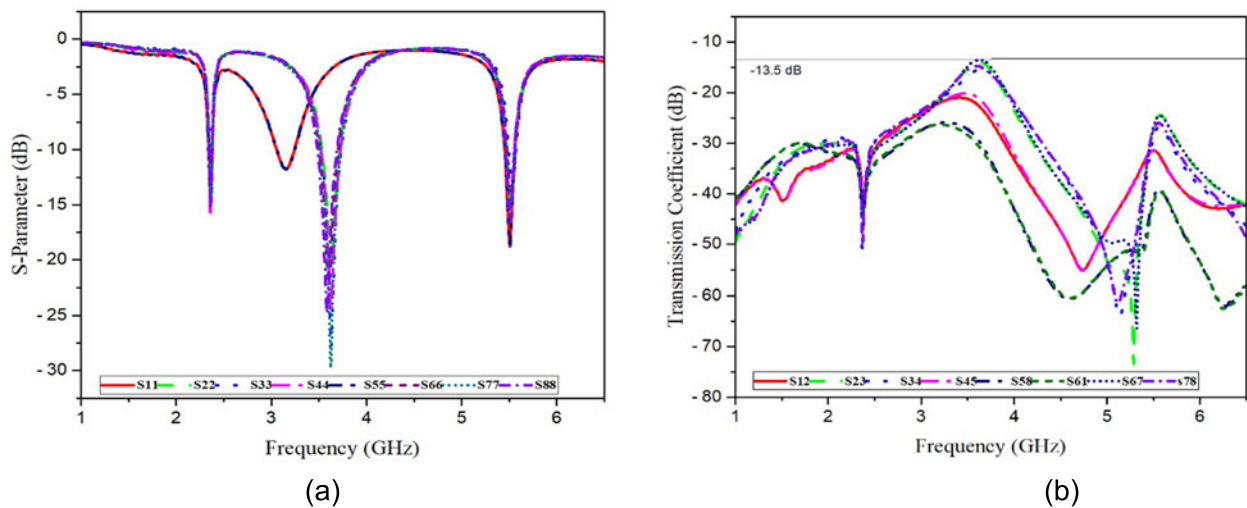 0
- 5
- 10
- 15
- 20
- 25
- 30
S-Parameter (dB)
S11 S22 S33 S44 S55 S66 S77 S88
1 2 3 4 5 6
Frequency (GHz)
(a)
- 10
- 20
- 30
- 40
- 50
- 60
- 70
- 80
-13.5 dB
Transmission Coefficient (dB)
S12 S23 S34 S45 S58 S61 S67 s78
1 2 3 4 5 6
Frequency (GHz)
(b)